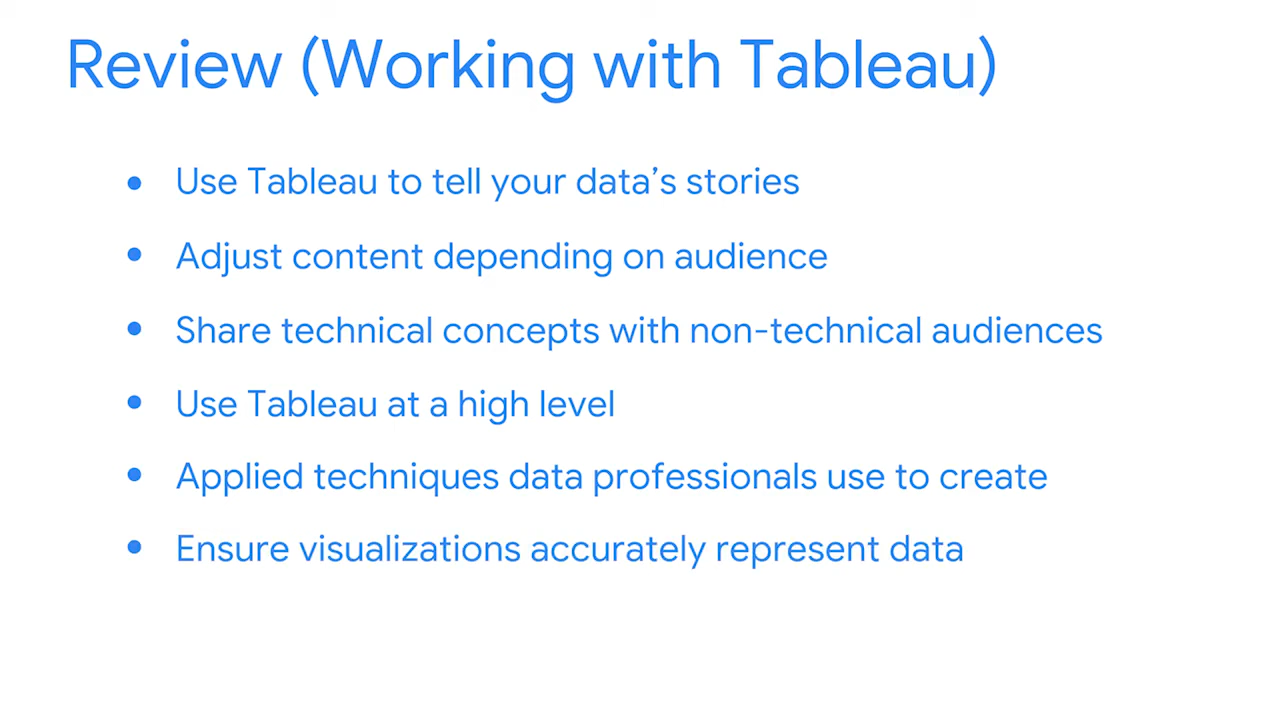 Review (Working with Tableau)
• Use Tableau to tell your data’s stories
• Adjust content depending on audience
• Share technical concepts with non-technical audiences
• Use Tableau at a high level
• Applied techniques data professionals use to create
• Ensure visualizations accurately represent data